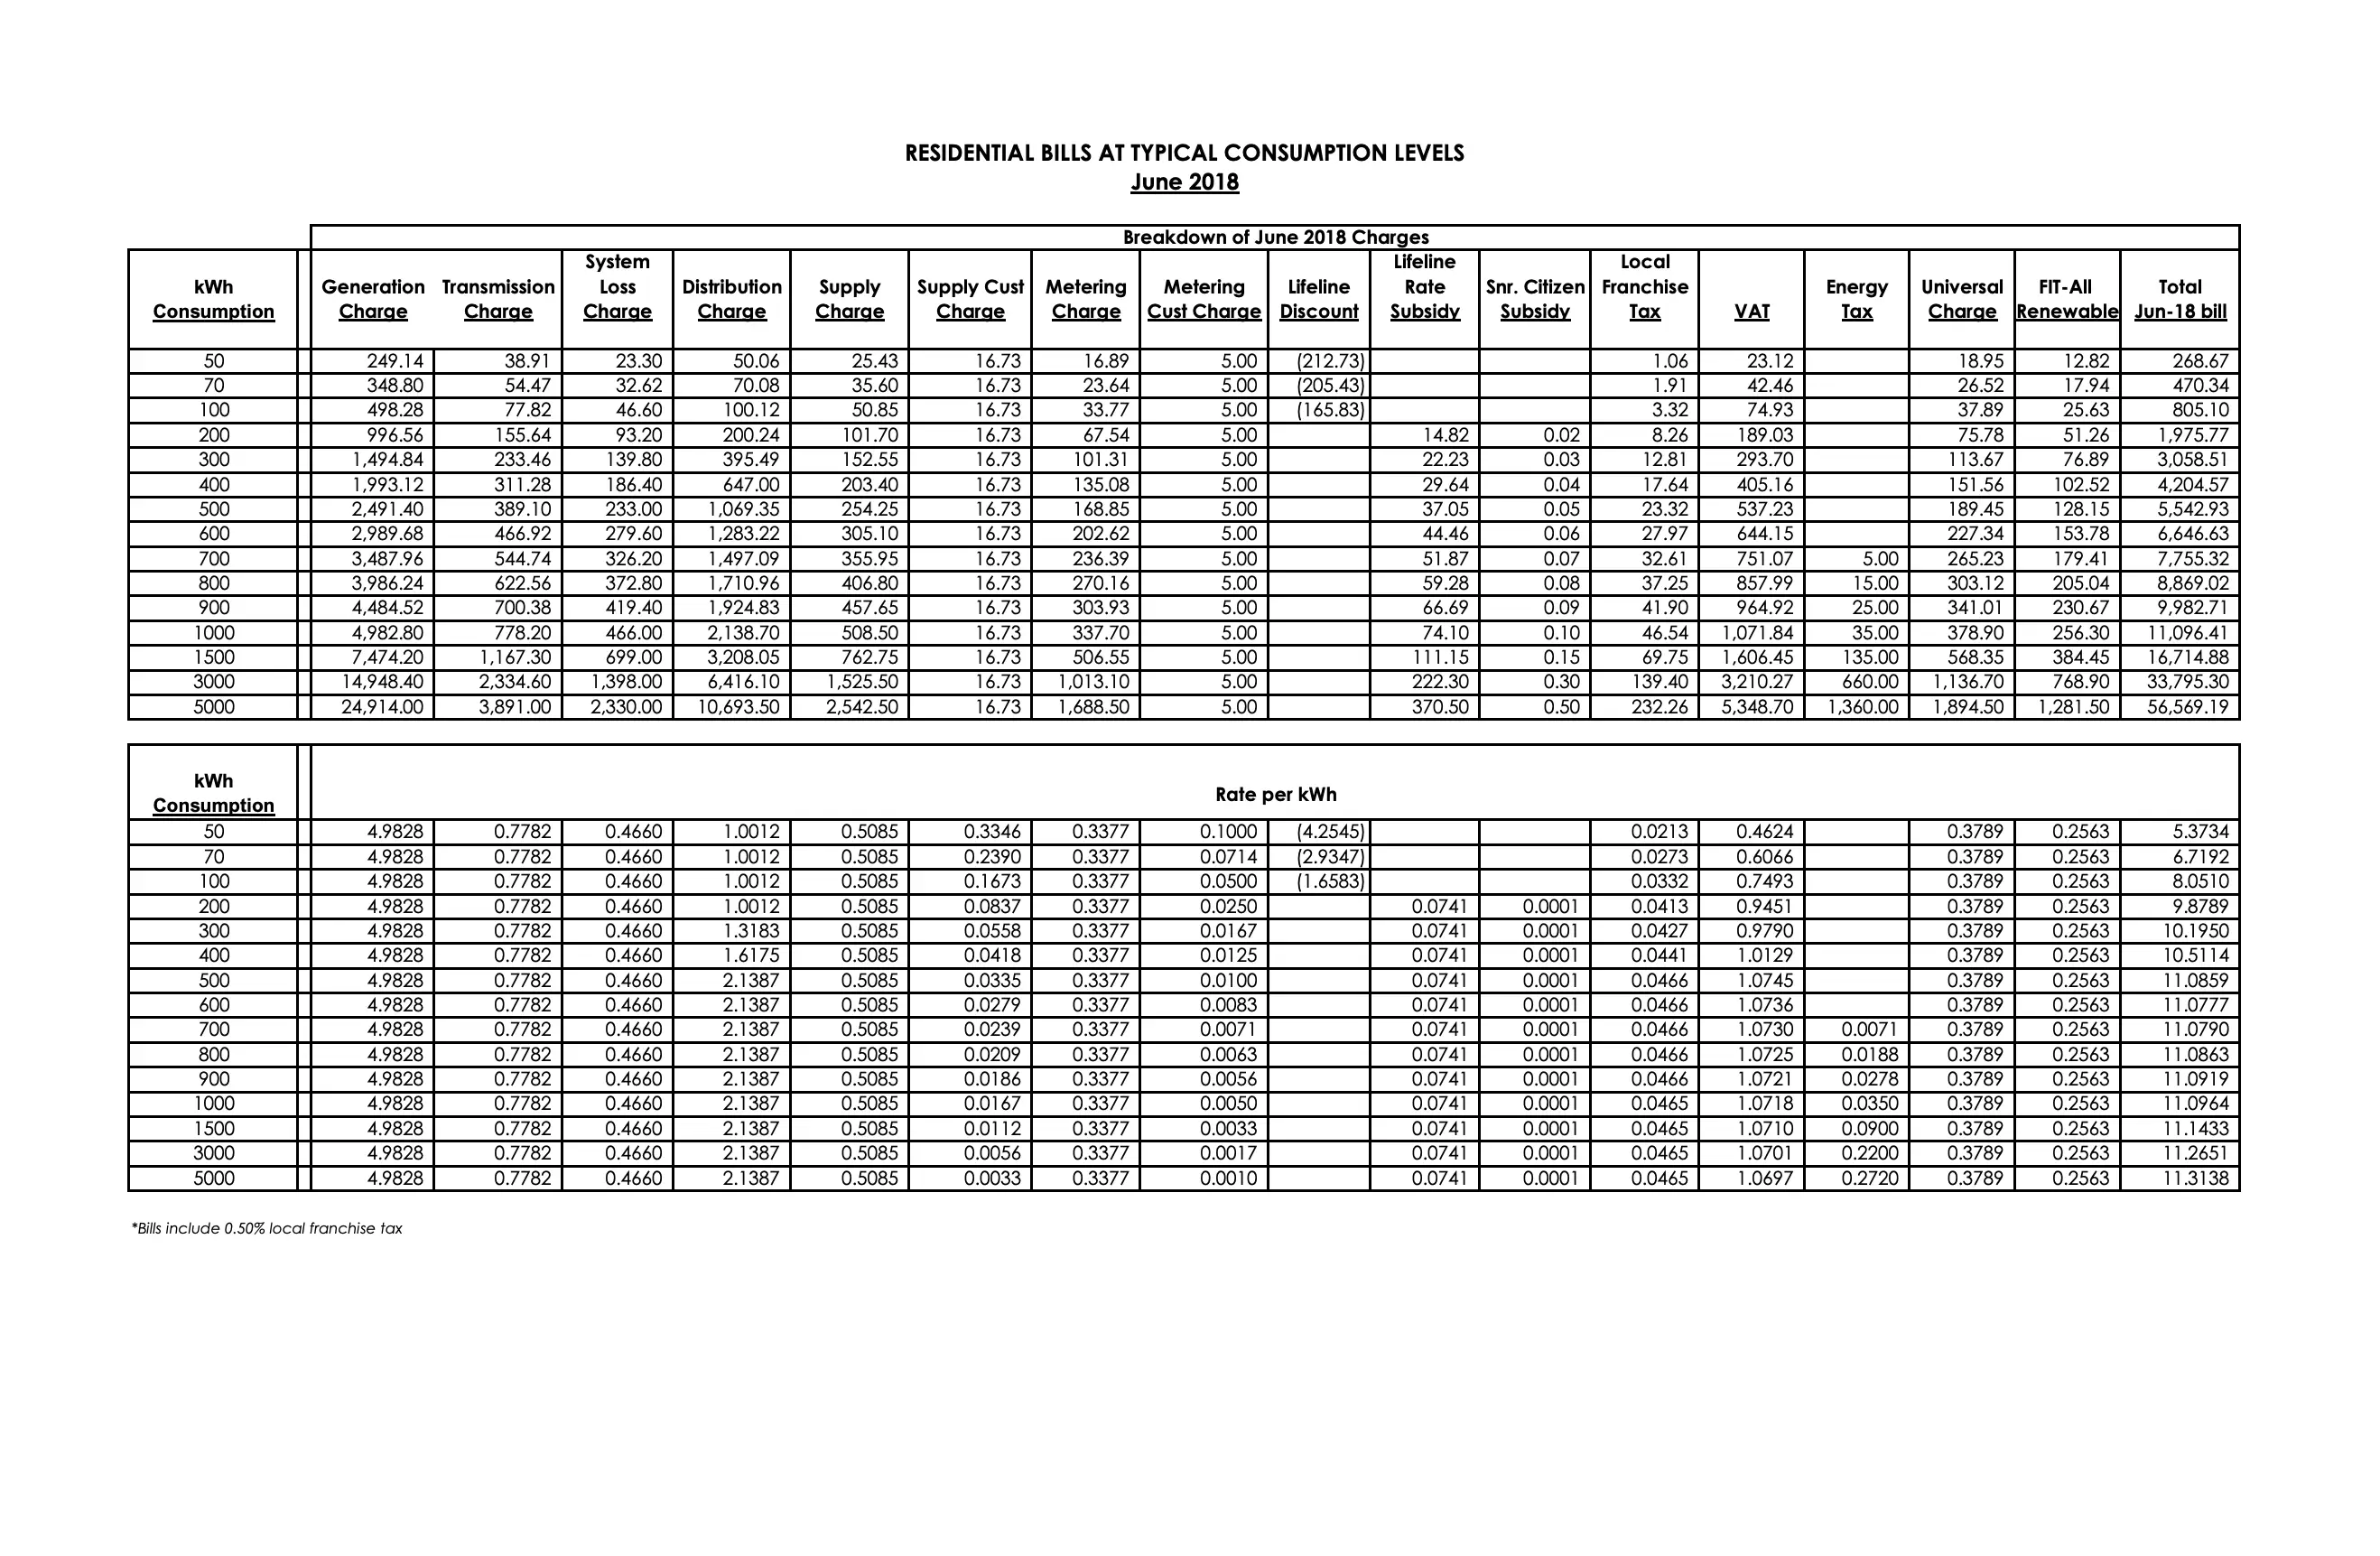 RESIDENTIAL BILLS AT TYPICAL CONSUMPTION LEVELS
June 2018
Breakdown of June 2018 Charges
kWh Consumption Generation Charge Transmission Charge System Loss Charge Distribution Charge Supply Charge Supply Cust Charge Metering Charge Metering Cust Charge Lifeline Discount Lifeline Rate Subsidy Snr. Citizen Subsidy Local Franchise Tax VAT Energy Tax Universal Charge FIT-All Renewable Total Jun-18 bill
50 249.14 38.91 23.30 50.06 25.43 16.73 16.89 5.00 (212.73) 1.06 23.12 18.95 12.82 268.67
70 348.80 54.47 32.62 70.08 35.60 16.73 23.64 5.00 (205.43) 1.91 42.46 26.52 17.94 470.34
100 498.28 77.82 46.60 100.12 50.85 16.73 33.77 5.00 (165.83) 3.32 74.93 37.89 25.63 805.10
200 996.56 155.64 93.20 200.24 101.70 16.73 67.54 5.00 14.82 0.02 8.26 189.03 75.78 51.26 1,975.77
300 1,494.84 233.46 139.80 395.49 152.55 16.73 101.31 5.00 22.23 0.03 12.81 293.70 113.67 76.89 3,058.51
400 1,993.12 311.28 186.40 647.00 203.40 16.73 135.08 5.00 29.64 0.04 17.64 405.16 151.56 102.52 4,204.57
500 2,491.40 389.10 233.00 1,069.35 254.25 16.73 168.85 5.00 37.05 0.05 23.32 537.23 189.45 128.15 5,542.93
600 2,989.68 466.92 279.60 1,283.22 305.10 16.73 202.62 5.00 44.46 0.06 27.97 644.15 227.34 153.78 6,646.63
700 3,487.96 544.74 326.20 1,497.09 355.95 16.73 236.39 5.00 51.87 0.07 32.61 751.07 5.00 265.23 179.41 7,755.32
800 3,986.24 622.56 372.80 1,710.96 406.80 16.73 270.16 5.00 59.28 0.08 37.25 857.99 15.00 303.12 205.04 8,869.02
900 4,484.52 700.38 419.40 1,924.83 457.65 16.73 303.93 5.00 66.69 0.09 41.90 964.92 25.00 341.01 230.67 9,982.71
1000 4,982.80 778.20 466.00 2,138.70 508.50 16.73 337.70 5.00 74.10 0.10 46.54 1,071.84 35.00 378.90 256.30 11,096.41
1500 7,474.20 1,167.30 699.00 3,208.05 762.75 16.73 506.55 5.00 111.15 0.15 69.75 1,606.45 135.00 568.35 384.45 16,714.88
3000 14,948.40 2,334.60 1,398.00 6,416.10 1,525.50 16.73 1,013.10 5.00 222.30 0.30 139.40 3,210.27 660.00 1,136.70 768.90 33,795.30
5000 24,914.00 3,891.00 2,330.00 10,693.50 2,542.50 16.73 1,688.50 5.00 370.50 0.50 232.26 5,348.70 1,360.00 1,894.50 1,281.50 56,569.19
kWh Consumption Rate per kWh
50 4.9828 0.7782 0.4660 1.0012 0.5085 0.3346 0.3377 0.1000 (4.2545) 0.0213 0.4624 0.3789 0.2563 5.3734
70 4.9828 0.7782 0.4660 1.0012 0.5085 0.2390 0.3377 0.0714 (2.9347) 0.0273 0.6066 0.3789 0.2563 6.7192
100 4.9828 0.7782 0.4660 1.0012 0.5085 0.1673 0.3377 0.0500 (1.6583) 0.0332 0.7493 0.3789 0.2563 8.0510
200 4.9828 0.7782 0.4660 1.0012 0.5085 0.0837 0.3377 0.0250 0.0741 0.0001 0.0413 0.9451 0.3789 0.2563 9.8789
300 4.9828 0.7782 0.4660 1.3183 0.5085 0.0558 0.3377 0.0167 0.0741 0.0001 0.0427 0.9790 0.3789 0.2563 10.1950
400 4.9828 0.7782 0.4660 1.6175 0.5085 0.0418 0.3377 0.0125 0.0741 0.0001 0.0441 1.0129 0.3789 0.2563 10.5114
500 4.9828 0.7782 0.4660 2.1387 0.5085 0.0335 0.3377 0.0100 0.0741 0.0001 0.0466 1.0745 0.3789 0.2563 11.0859
600 4.9828 0.7782 0.4660 2.1387 0.5085 0.0279 0.3377 0.0083 0.0741 0.0001 0.0466 1.0736 0.3789 0.2563 11.0777
700 4.9828 0.7782 0.4660 2.1387 0.5085 0.0239 0.3377 0.0071 0.0741 0.0001 0.0466 1.0730 0.0071 0.3789 0.2563 11.0790
800 4.9828 0.7782 0.4660 2.1387 0.5085 0.0209 0.3377 0.0063 0.0741 0.0001 0.0466 1.0725 0.0188 0.3789 0.2563 11.0863
900 4.9828 0.7782 0.4660 2.1387 0.5085 0.0186 0.3377 0.0056 0.0741 0.0001 0.0466 1.0721 0.0278 0.3789 0.2563 11.0919
1000 4.9828 0.7782 0.4660 2.1387 0.5085 0.0167 0.3377 0.0050 0.0741 0.0001 0.0465 1.0718 0.0350 0.3789 0.2563 11.0964
1500 4.9828 0.7782 0.4660 2.1387 0.5085 0.0112 0.3377 0.0033 0.0741 0.0001 0.0465 1.0710 0.0900 0.3789 0.2563 11.1433
3000 4.9828 0.7782 0.4660 2.1387 0.5085 0.0056 0.3377 0.0017 0.0741 0.0001 0.0465 1.0701 0.2200 0.3789 0.2563 11.2651
5000 4.9828 0.7782 0.4660 2.1387 0.5085 0.0033 0.3377 0.0010 0.0741 0.0001 0.0465 1.0697 0.2720 0.3789 0.2563 11.3138
*Bills include 0.50% local franchise tax